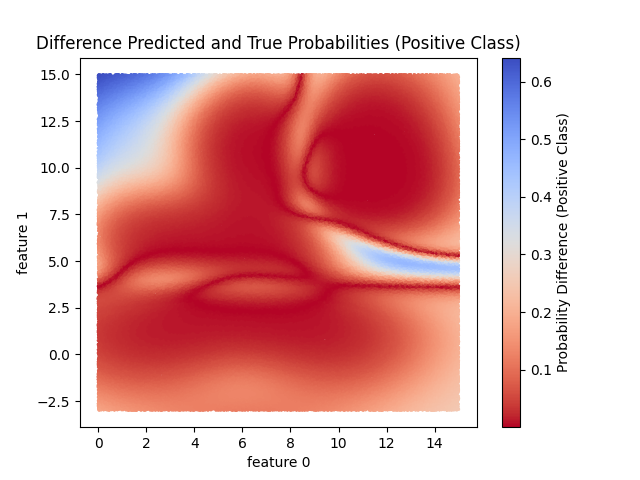 Difference Predicted and True Probabilities (Positive Class)
15.0
12.5
10.0
7.5
5.0
2.5
0.0
−2.5
feature 1
0 2 4 6 8 10 12 14
feature 0
0.6
0.5
0.4
0.3
0.2
0.1
Probability Difference (Positive Class)